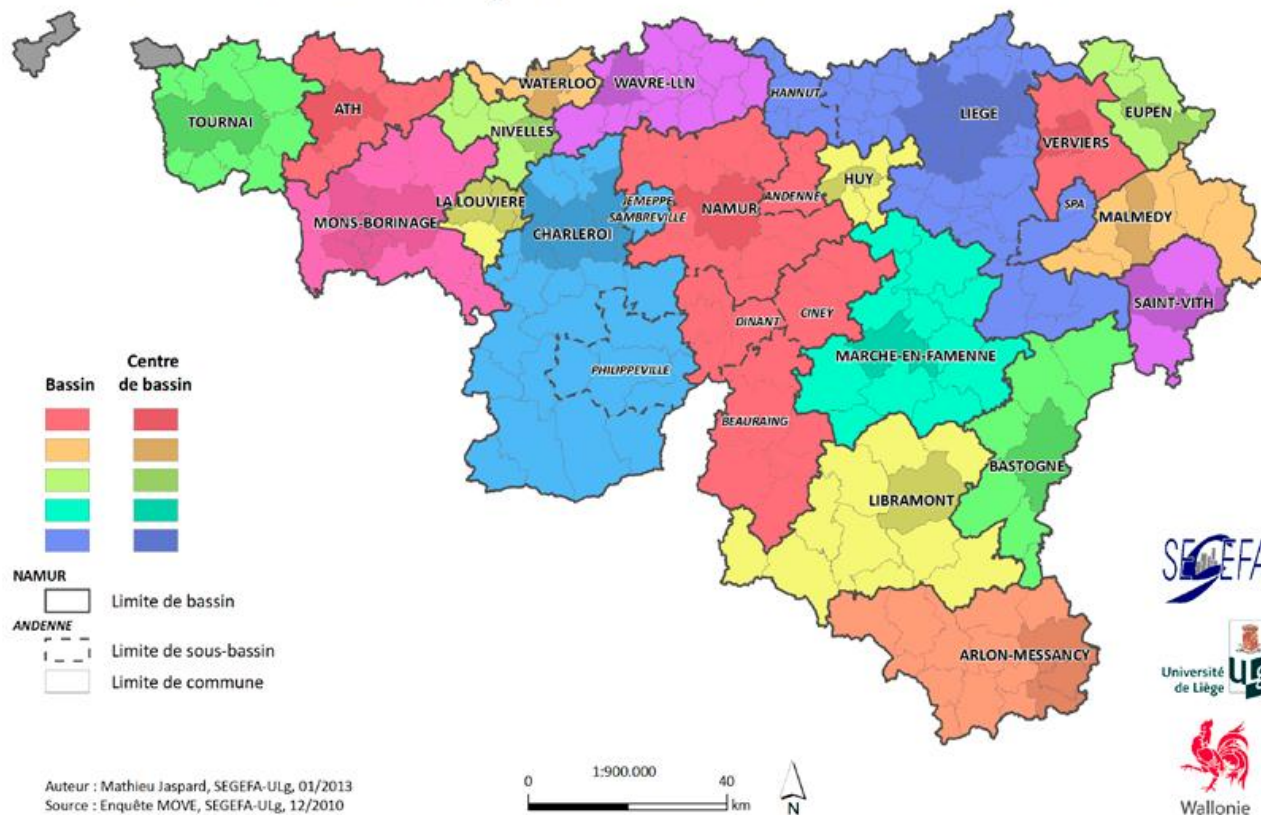 WATERLOO
WAVRE-LLN
HANNUT
TOURNAI
ATH
NIVELLES
LIEGE
VERVIERS
EUPEN
MONS-BORINAGE
LA LOUVIERE
CHARLEROI
JEMEPPE
SAMBREVILLE
NAMUR
ANDENNE
HUY
SPA
MALMEDY
SAINT-VITH
DINANT
CINEY
PHILIPPEVILLE
MARCHE-EN-FAMENNE
BEAURAING
BASTOGNE
LIBRAMONT
ARLON-MESSANCY
Bassin
Centre
de bassin
NAMUR
Limite de bassin
ANDENNE
Limite de sous-bassin
Limite de commune
Auteur : Mathieu Jaspard, SEGEFA-ULg, 01/2013
Source : Enquête MOVE, SEGEFA-ULg, 12/2010
1:900.000
0
40
km
N
SEGEFA
Université
de Liège
Wallonie